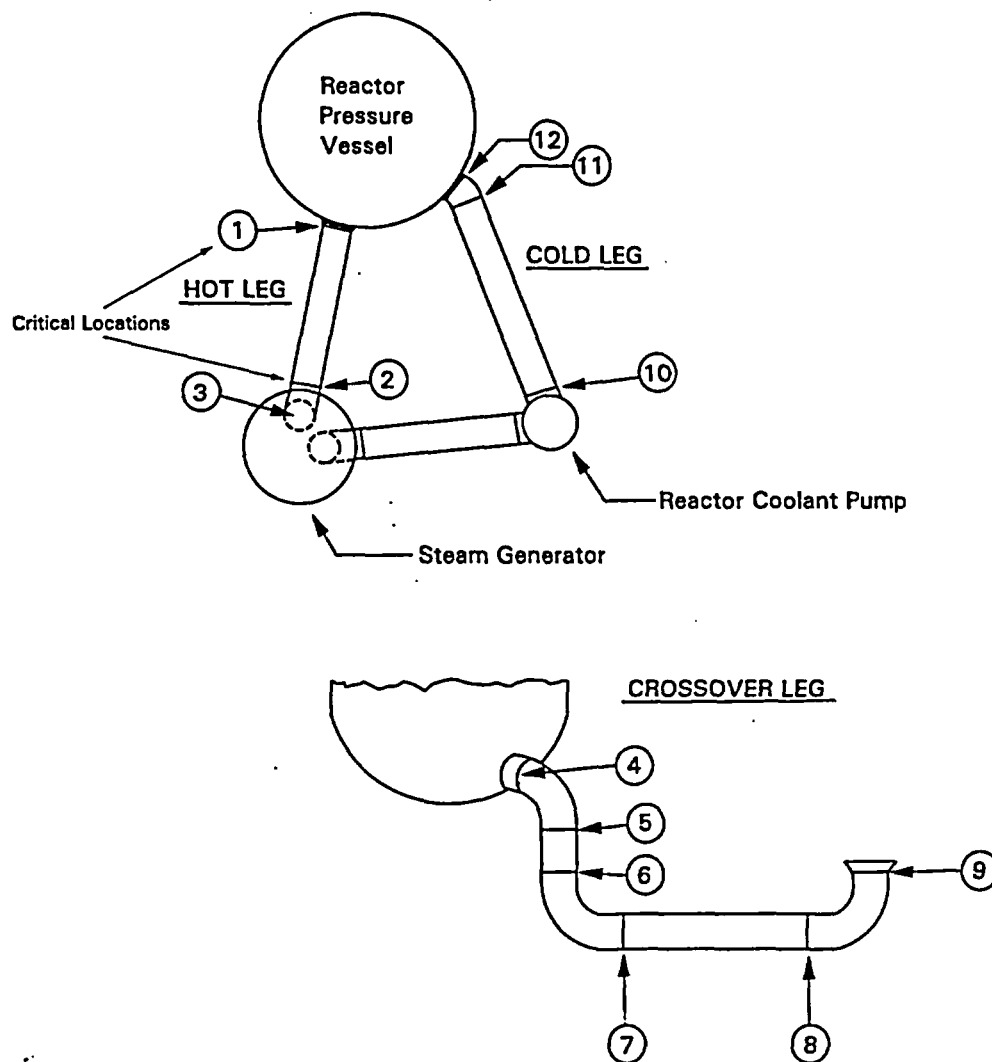 Reactor
Pressure
Vessel
12
11
1
COLD LEG
HOT LEG
Critical Locations
2
10
3
Reactor Coolant Pump
Steam Generator
CROSSOVER LEG
4
5
6
9
7
8